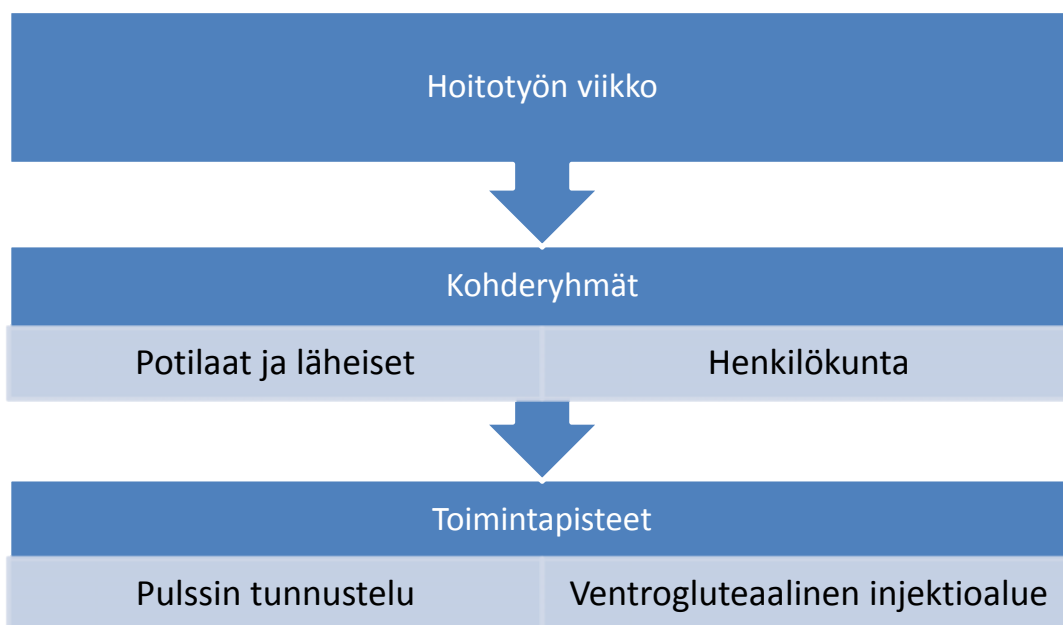 Hoitotyön viikko
Kohderyhmät
Potilaat ja läheiset
Henkilökunta
Toimintapisteet
Pulssin tunnustelu
Ventrogluteaalinen injektioalue